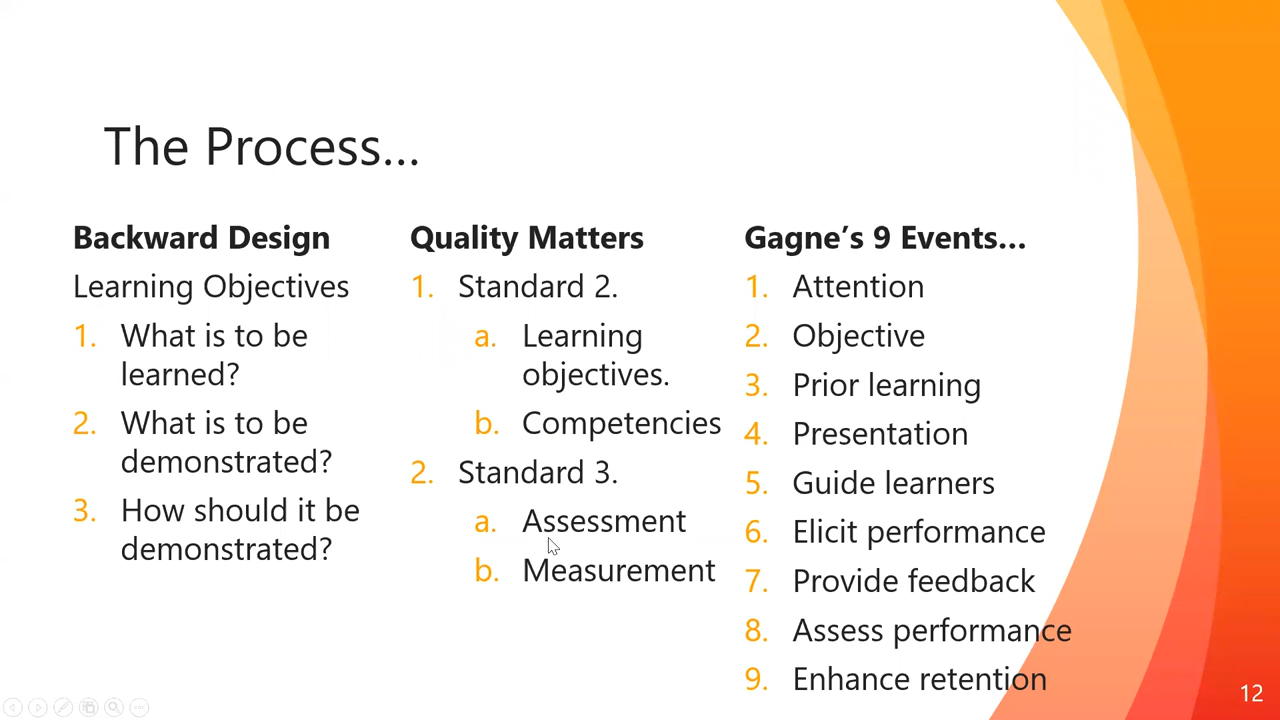 The Process...
Backward Design
Learning Objectives
1. What is to be
learned?
2. What is to be
demonstrated?
3. How should it be
demonstrated?
Quality Matters
1. Standard 2.
a. Learning
objectives.
b. Competencies
2. Standard 3.
a. Assessment
b. Measurement
Gagne’s 9 Events...
1. Attention
2. Objective
3. Prior learning
4. Presentation
5. Guide learners
6. Elicit performance
7. Provide feedback
8. Assess performance
9. Enhance retention
12